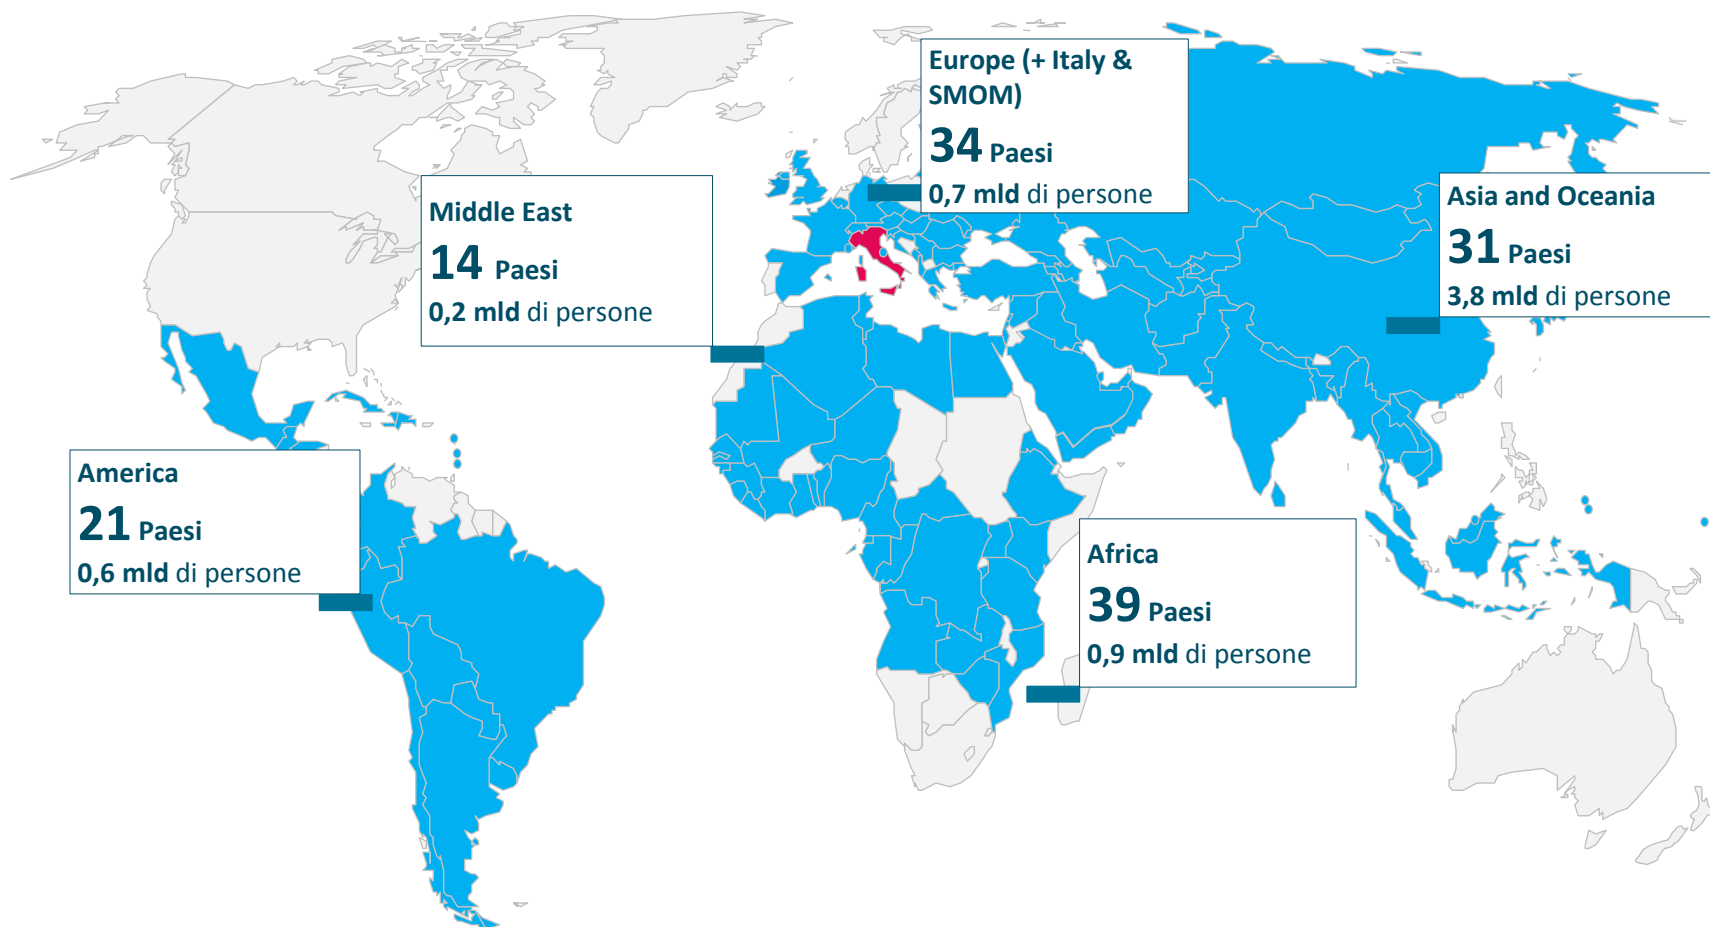 Europe (+ Italy &
SMOM)
34 Paesi
0,7 mld di persone
Middle East
14 Paesi
0,2 mld di persone
Asia and Oceania
31 Paesi
3,8 mld di persone
America
21 Paesi
0,6 mld di persone
Africa
39 Paesi
0,9 mld di persone